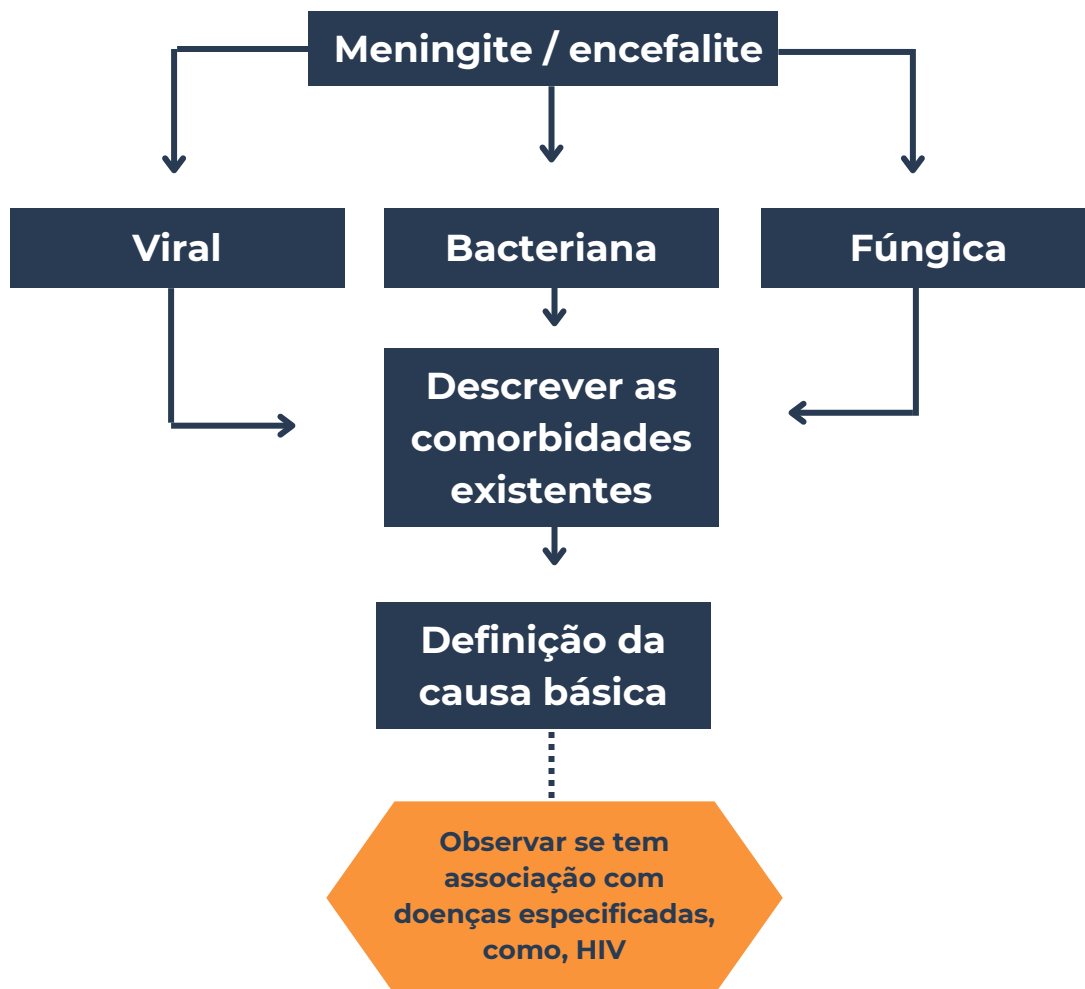 Meningite / encefalite
Viral
Bacteriana
Fúngica
Descrever as
comorbidades
existentes
Definição da
causa básica
Observar se tem
associação com
doenças especificadas,
como, HIV